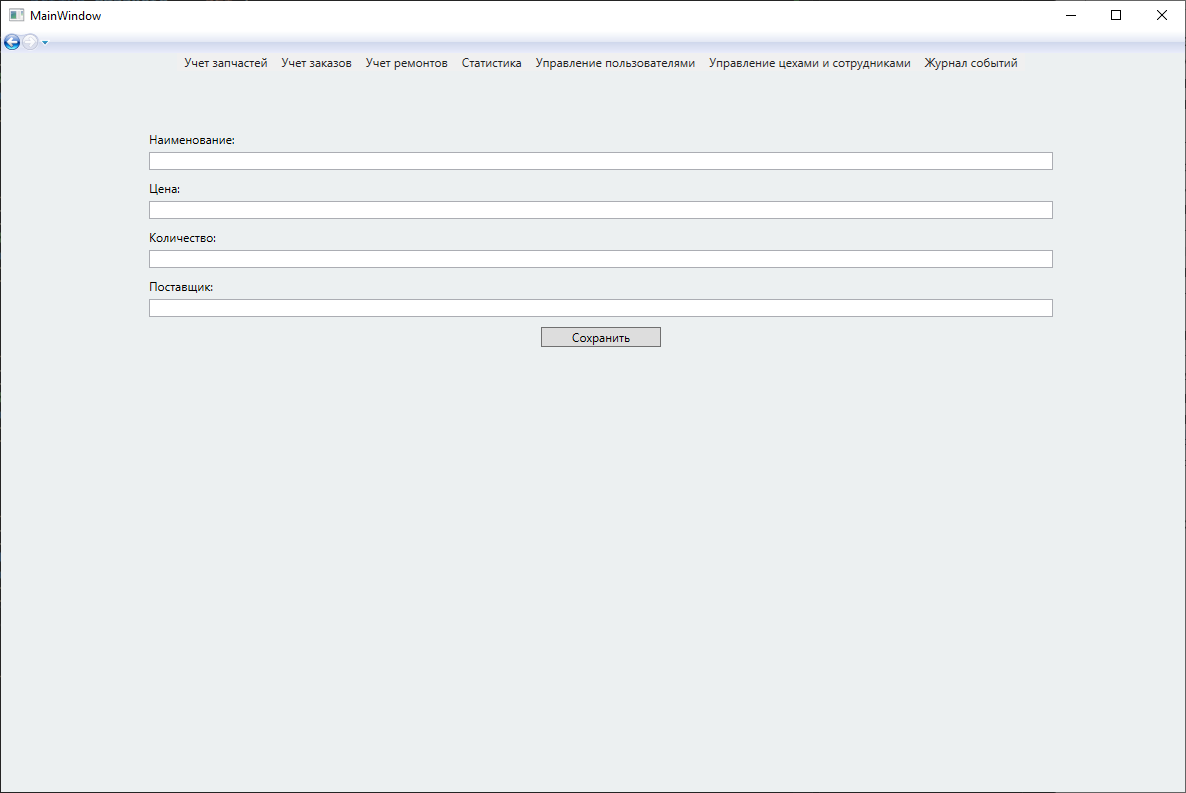 MainWindow
Учет запчастей Учет заказов Учет ремонтов Статистика Управление пользователями Управление цехами и сотрудниками Журнал событий
Наименование:
Цена:
Количество:
Поставщик:
Сохранить